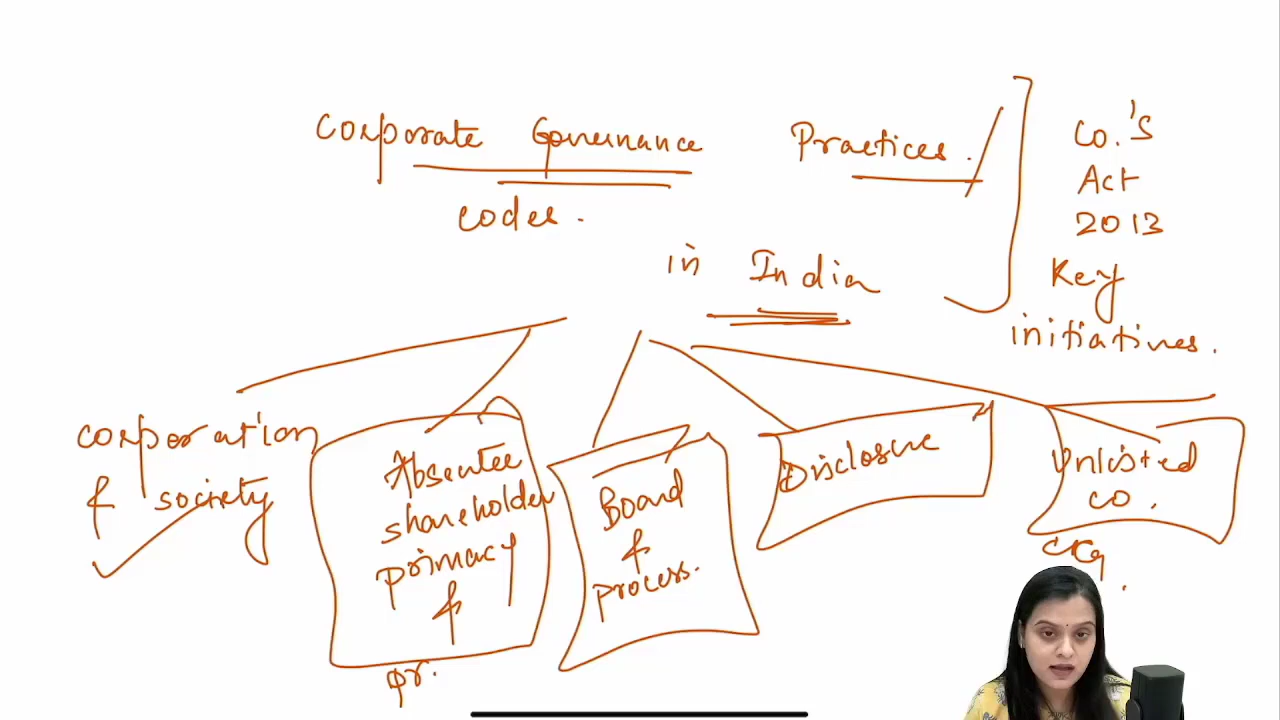 Corporate Governance Practices.
codes.
in India
Co.'s
Act
2013
Key
initiatives.
corporation
& society
Absentee
shareholder
primacy
&
pr.
Board
&
process.
Disclosure
Unlisted
co.